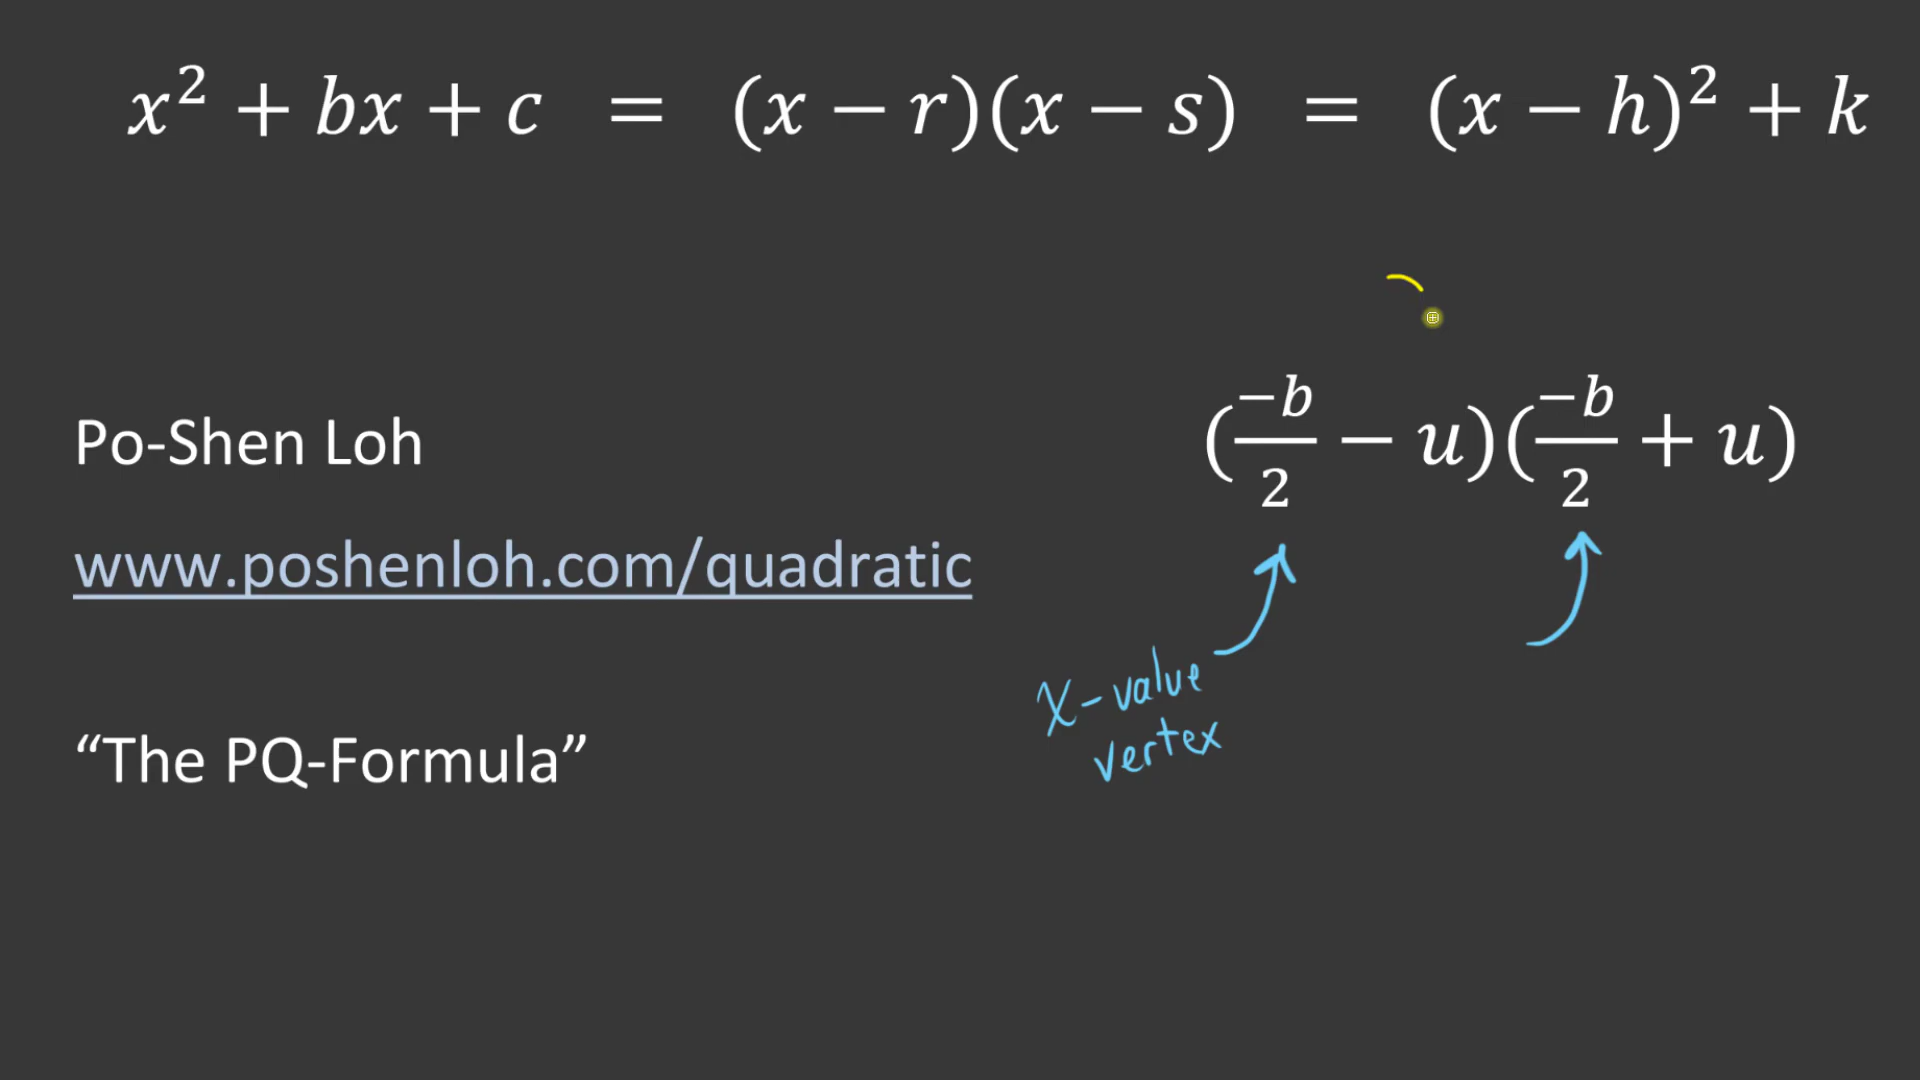 x² + bx + c = (x − r)(x − s) = (x − h)² + k
(−b/2 − u)(−b/2 + u)
Po-Shen Loh
www.poshenloh.com/quadratic
x-value
vertex
“The PQ-Formula”